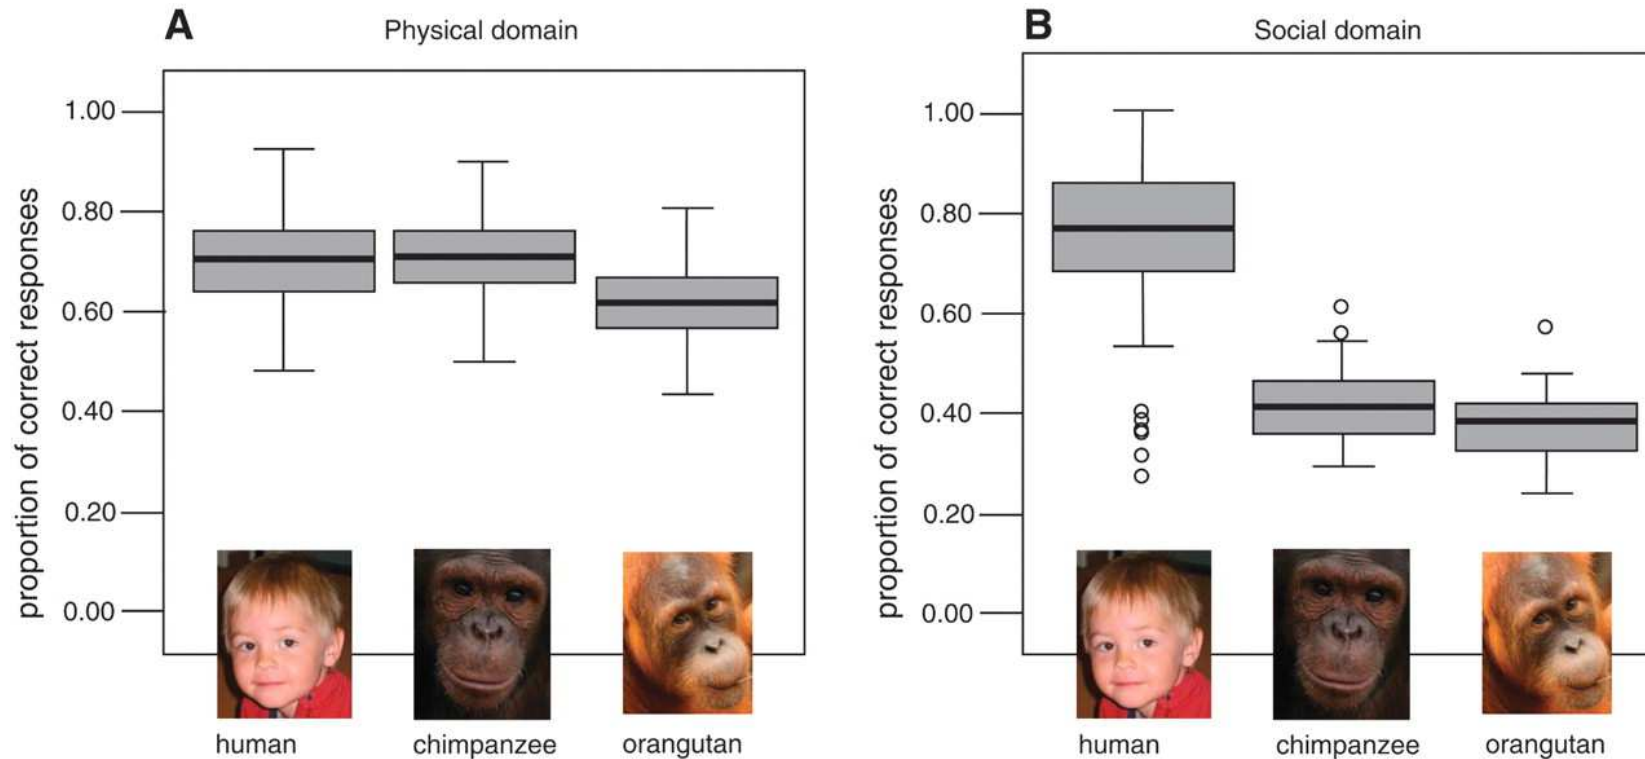 A
Physical domain
1.00
0.80
0.60
0.40
0.20
0.00
proportion of correct responses
human
chimpanzee
orangutan
B
Social domain
1.00
0.80
0.60
0.40
0.20
0.00
proportion of correct responses
human
chimpanzee
orangutan